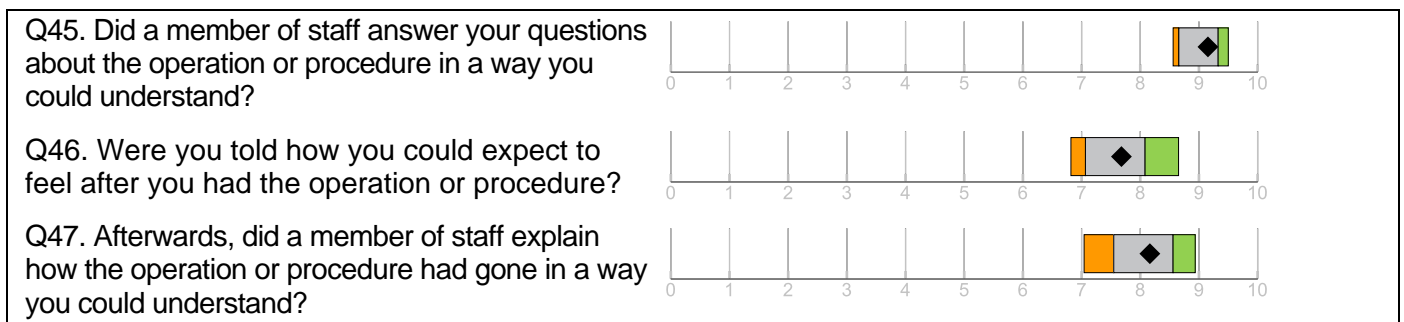 Q45. Did a member of staff answer your questions
about the operation or procedure in a way you
could understand?
0 1 2 3 4 5 6 7 8 9 10
Q46. Were you told how you could expect to
feel after you had the operation or procedure?
0 1 2 3 4 5 6 7 8 9 10
Q47. Afterwards, did a member of staff explain
how the operation or procedure had gone in a way
you could understand?
0 1 2 3 4 5 6 7 8 9 10